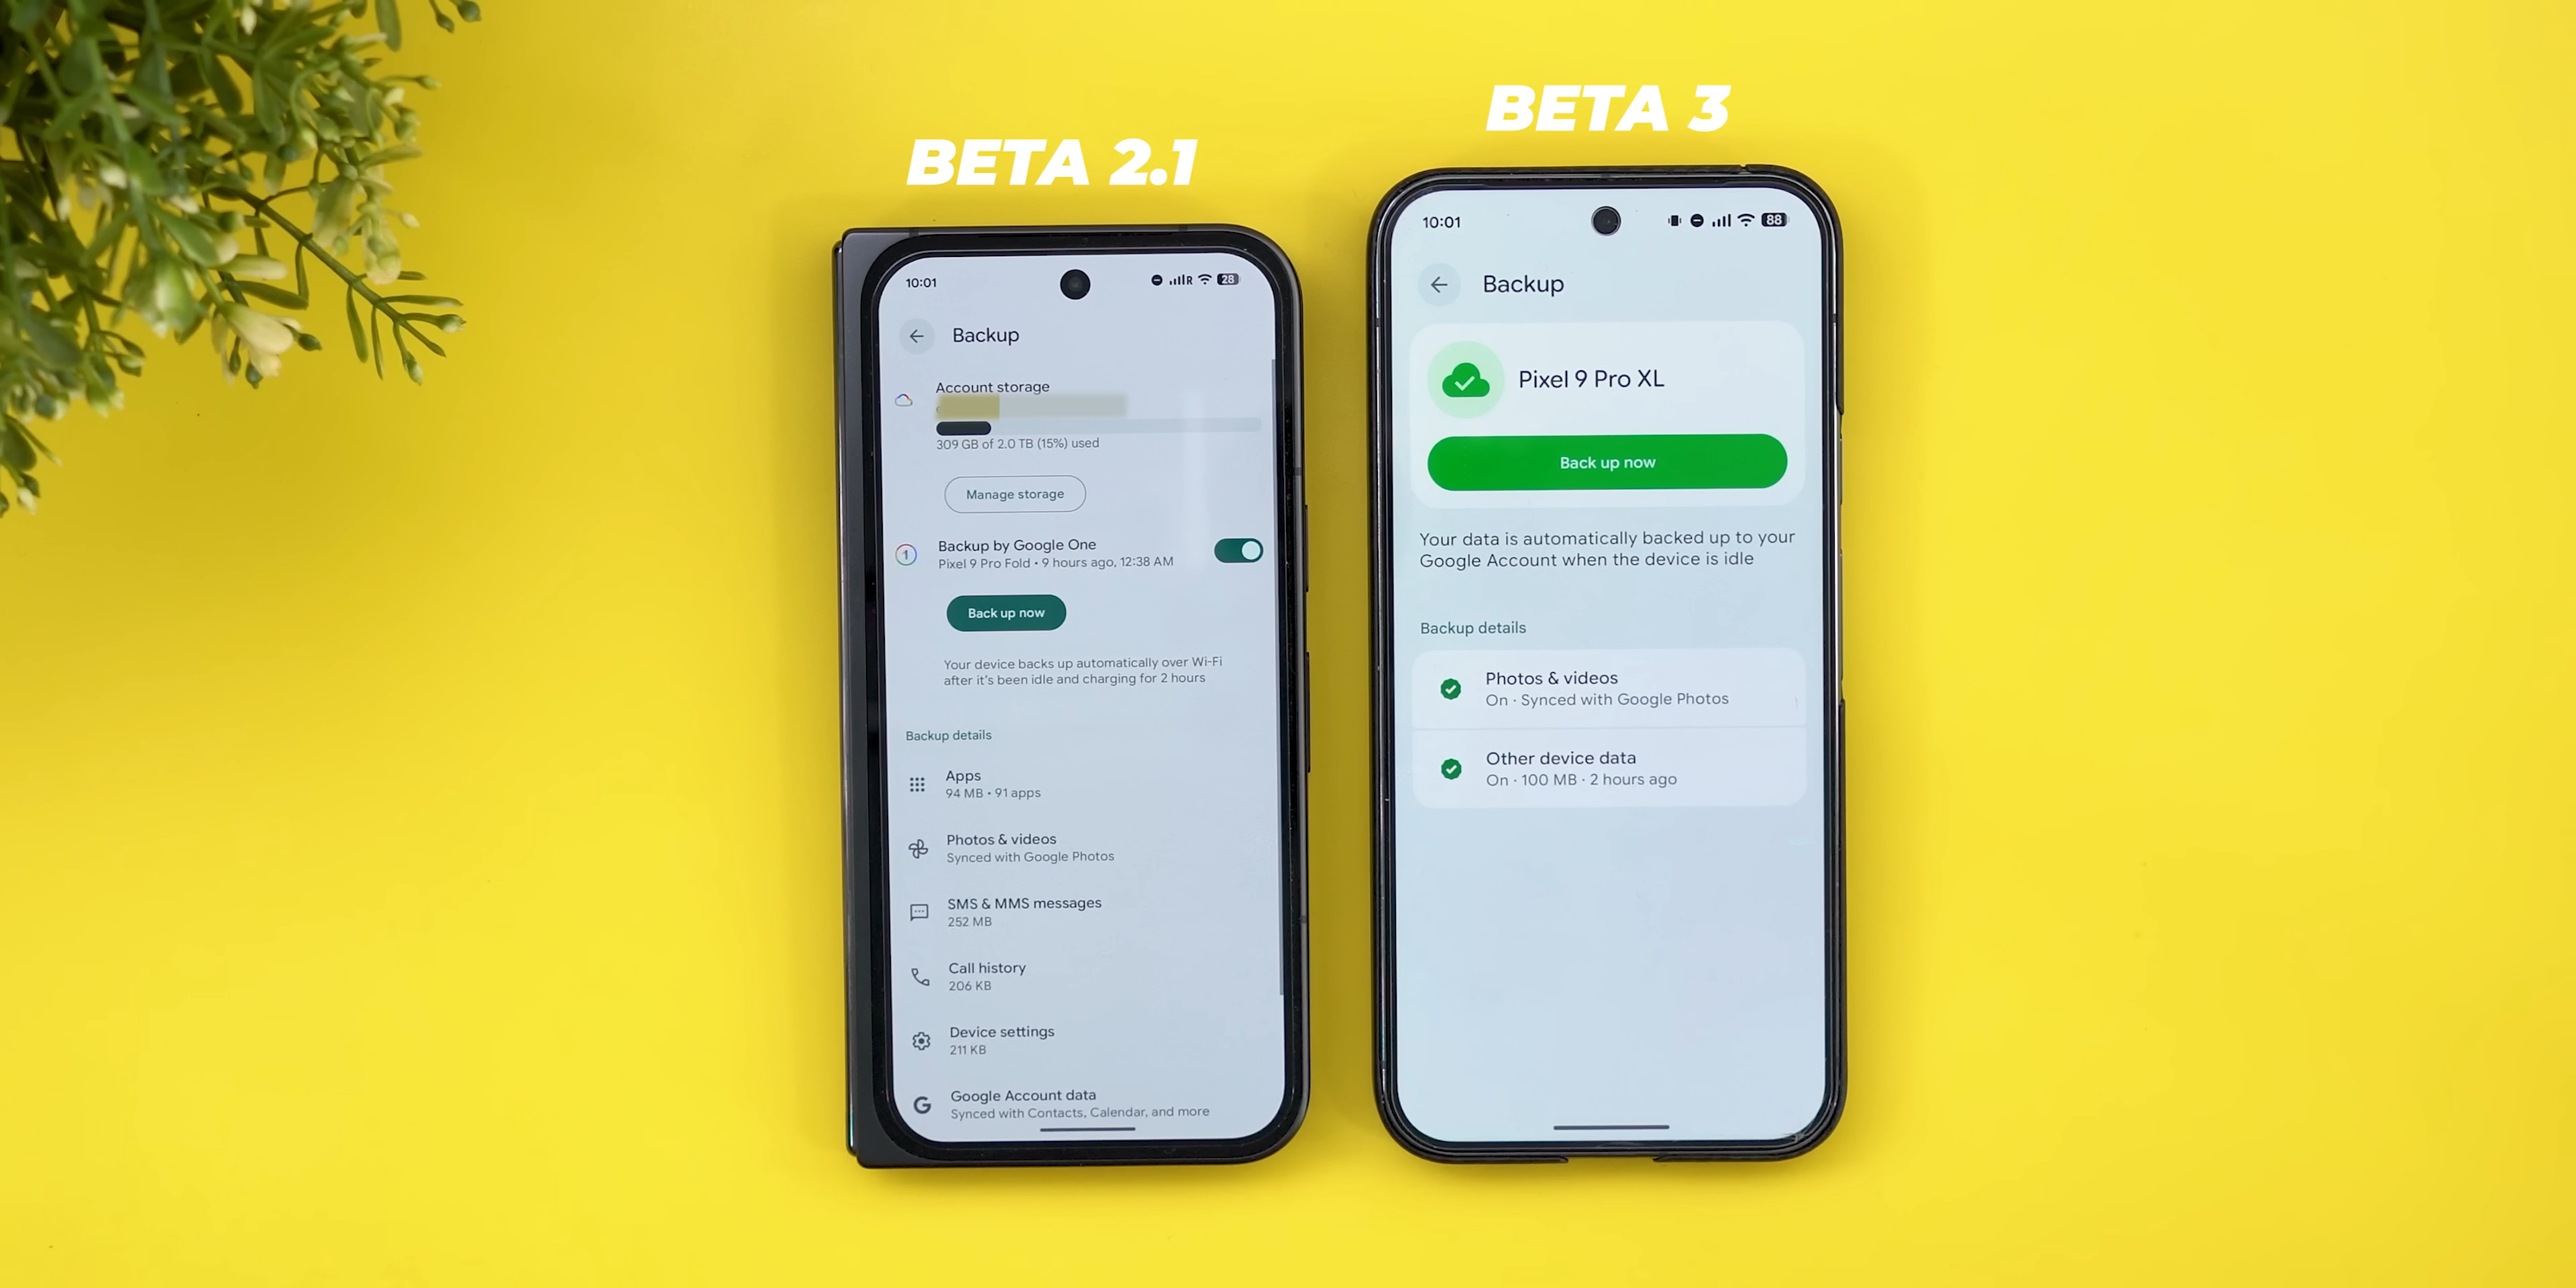 BETA 2.1
10:01
R
28
Backup
Account storage
309 GB of 2.0 TB (15%) used
Manage storage
1
Backup by Google One
Pixel 9 Pro Fold • 9 hours ago, 12:38 AM
Back up now
Your device backs up automatically over Wi-Fi
after it's been idle and charging for 2 hours
Backup details
Apps
94 MB • 91 apps
Photos & videos
Synced with Google Photos
SMS & MMS messages
252 MB
Call history
206 KB
Device settings
211 KB
G
Google Account data
Synced with Contacts, Calendar, and more
BETA 3
10:01
88
Backup
Pixel 9 Pro XL
Back up now
Your data is automatically backed up to your
Google Account when the device is idle
Backup details
Photos & videos
On · Synced with Google Photos
Other device data
On · 100 MB · 2 hours ago